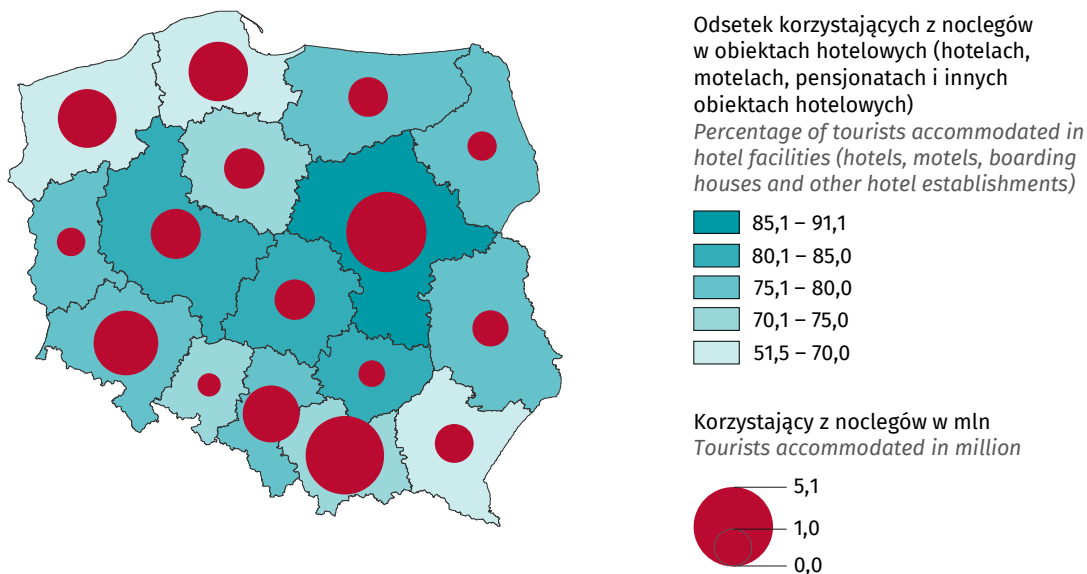 Odsetek korzystających z noclegów
w obiektach hotelowych (hotelach,
motelach, pensjonatach i innych
obiektach hotelowych)
Percentage of tourists accommodated in
hotel facilities (hotels, motels, boarding
houses and other hotel establishments)
85,1 – 91,1
80,1 – 85,0
75,1 – 80,0
70,1 – 75,0
51,5 – 70,0
Korzystający z noclegów w mln
Tourists accommodated in million
5,1
1,0
0,0